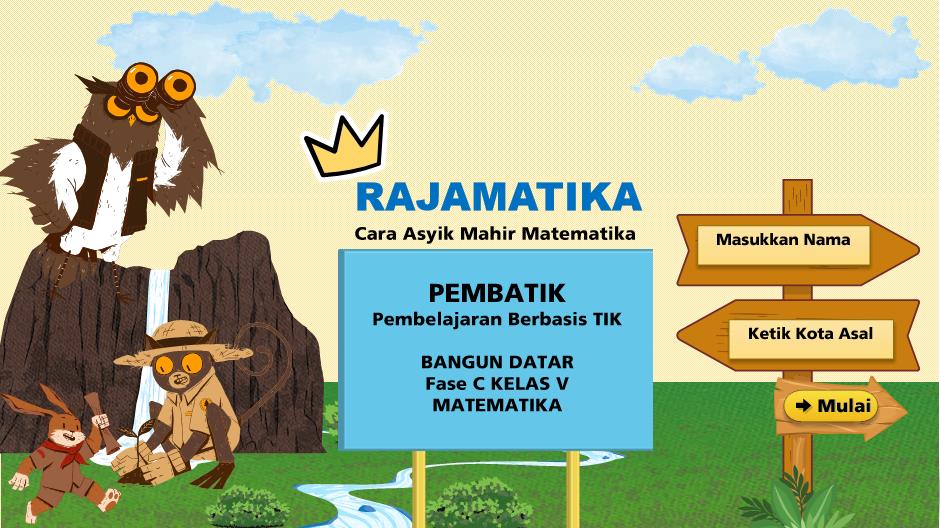 RAJAMATIKA
Cara Asyik Mahir Matematika
PEMBATIK
Pembelajaran Berbasis TIK
BANGUN DATAR
Fase C KELAS V
MATEMATIKA
Masukkan Nama
Ketik Kota Asal
Mulai